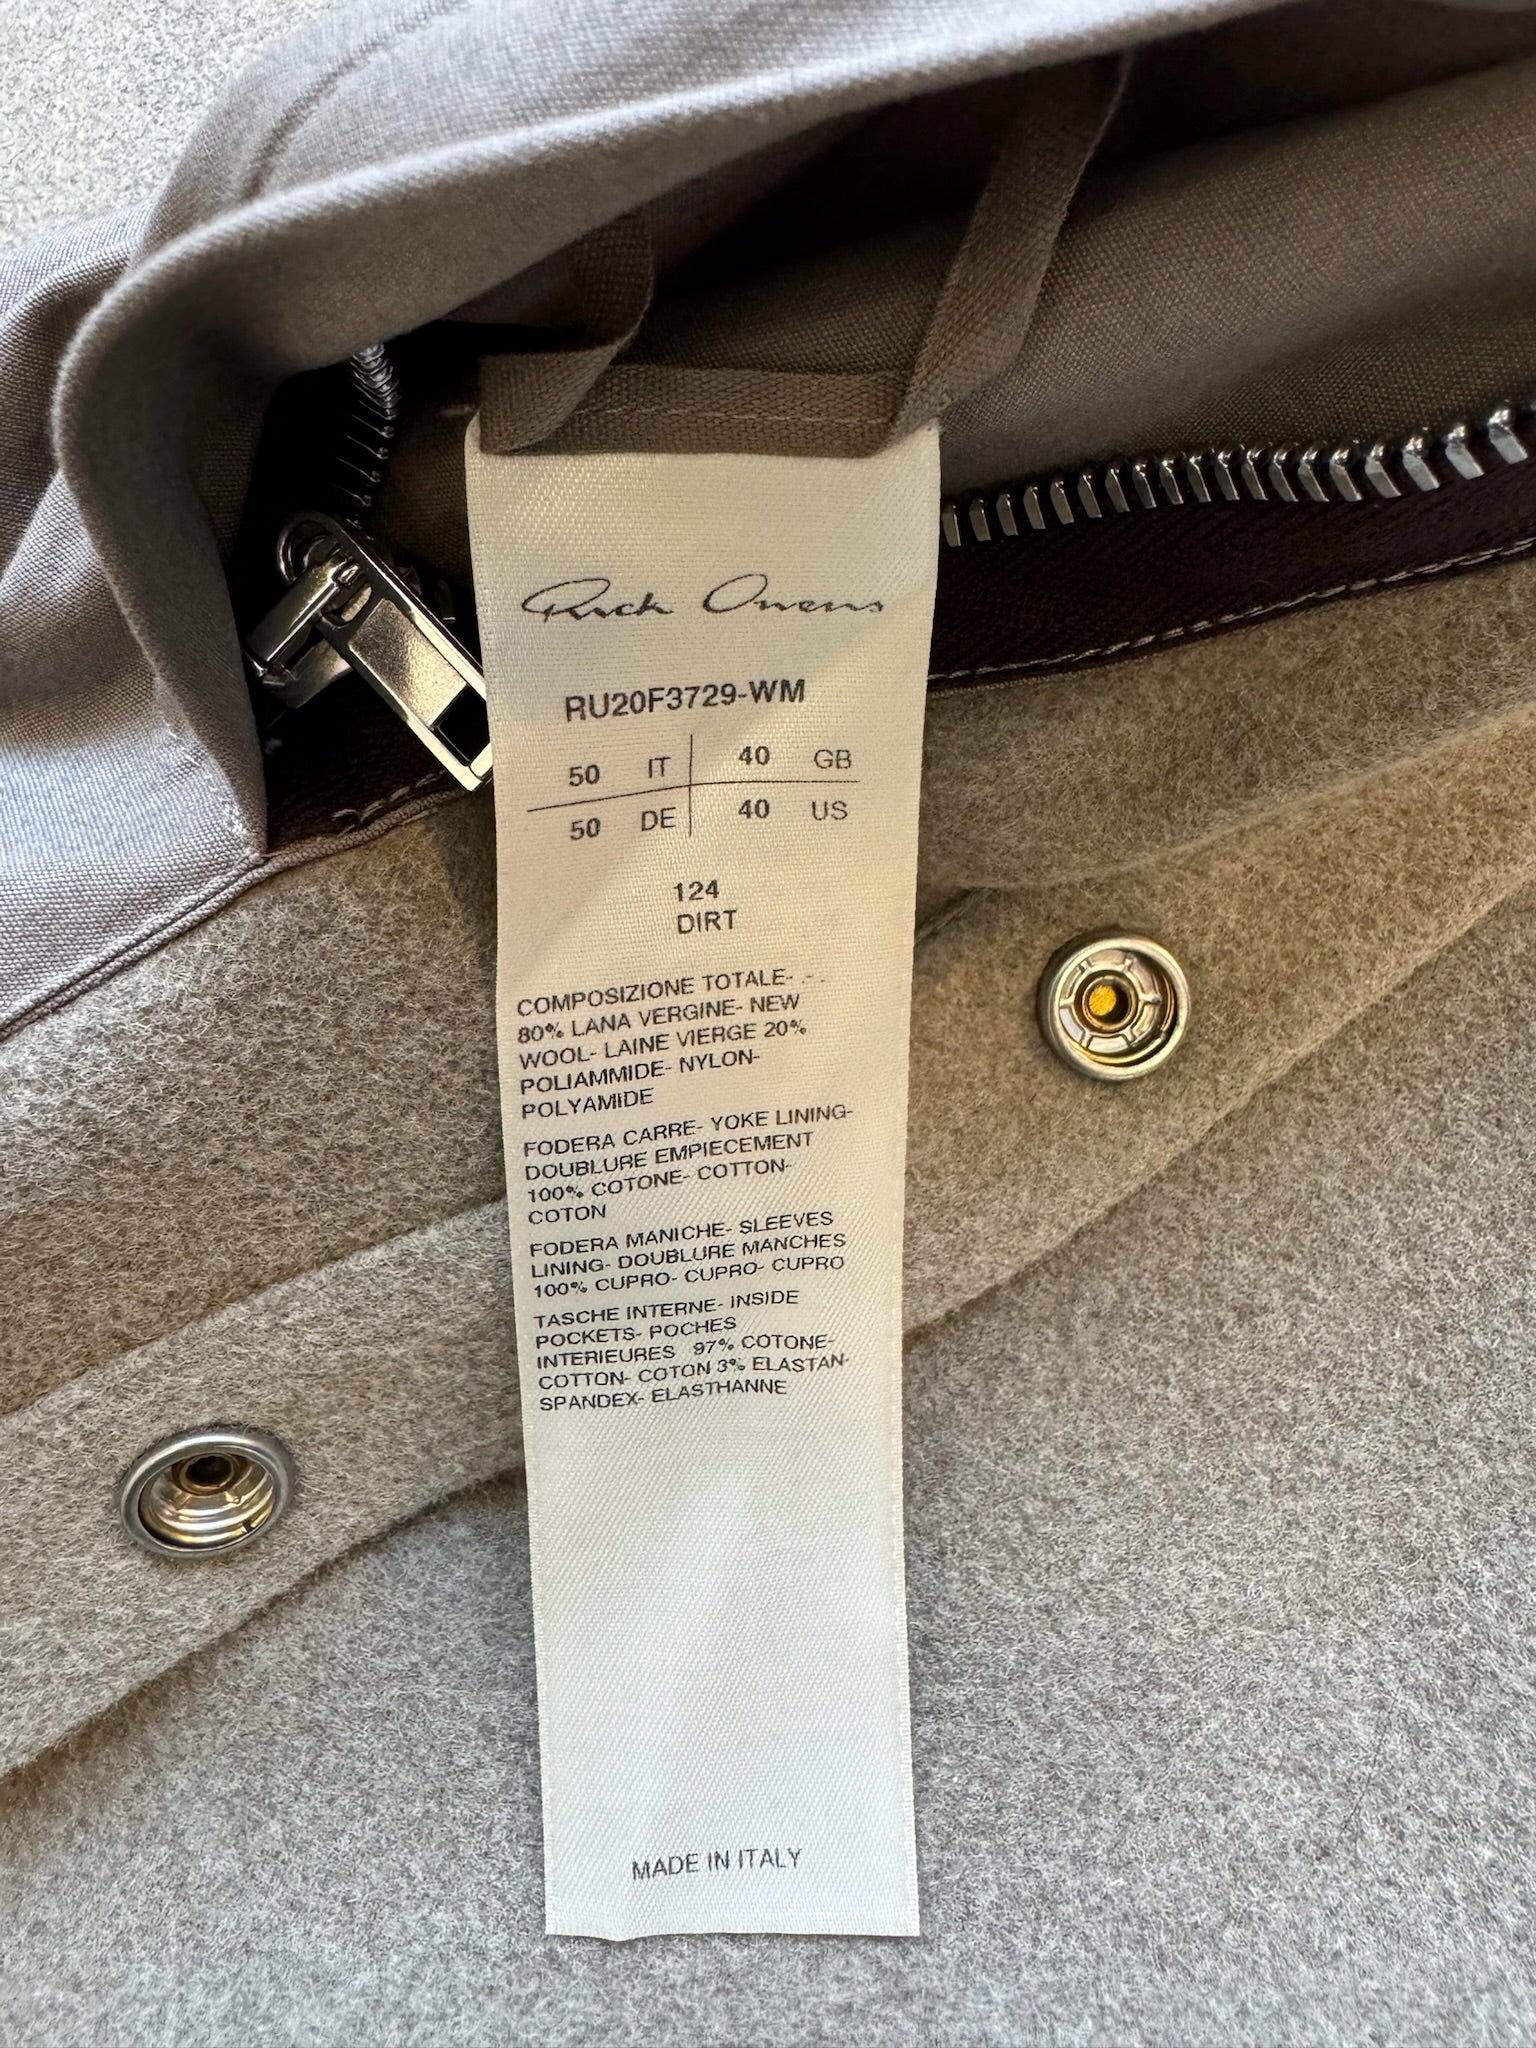 Rick Owens
RU20F3729-WM
50 IT 40 GB
50 DE 40 US
124
DIRT
COMPOSIZIONE TOTALE-
80% LANA VERGINE- NEW
WOOL- LAINE VIERGE 20%
POLIAMMIDE- NYLON-
POLYAMIDE
FODERA CARRE- YOKE LINING-
DOUBLURE EMPIECEMENT
100% COTONE- COTTON-
COTON
FODERA MANICHE- SLEEVES
LINING- DOUBLURE MANCHES
100% CUPRO- CUPRO- CUPRO
TASCHE INTERNE- INSIDE
POCKETS- POCHES
INTERIEURES 97% COTONE-
COTTON- COTON 3% ELASTAN-
SPANDEX- ELASTHANNE
MADE IN ITALY